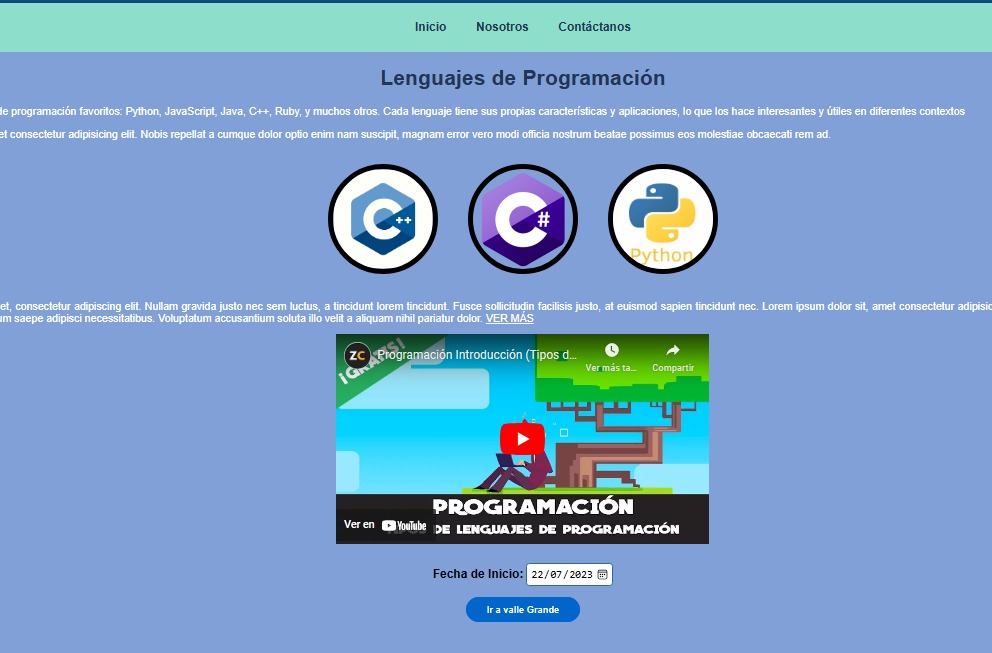 Inicio Nosotros Contáctanos
Lenguajes de Programación
de programación favoritos: Python, JavaScript, Java, C++, Ruby, y muchos otros. Cada lenguaje tiene sus propias características y aplicaciones, lo que los hace interesantes y útiles en diferentes contextos
et consectetur adipisicing elit. Nobis repellat a cumque dolor optio enim nam suscipit, magnam error vero modi officia nostrum beatae possimus eos molestiae obcaecati rem ad.
C++ C# Python
et, consectetur adipiscing elit. Nullam gravida justo nec sem luctus, a tincidunt lorem tincidunt. Fusce sollicitudin facilisis justo, at euismod sapien tincidunt nec. Lorem ipsum dolor sit, amet consectetur adipisic
um saepe adipisci necessitatibus. Voluptatum accusantium soluta illo velit a aliquam nihil pariatur dolor. VER MÁS
¡GRATIS!
ZC Programación Introducción (Tipos d... Ver más ta... Compartir
PROGRAMACIÓN
Ver en YouTube DE LENGUAJES DE PROGRAMACIÓN
Fecha de Inicio: 22/07/2023
Ir a valle Grande